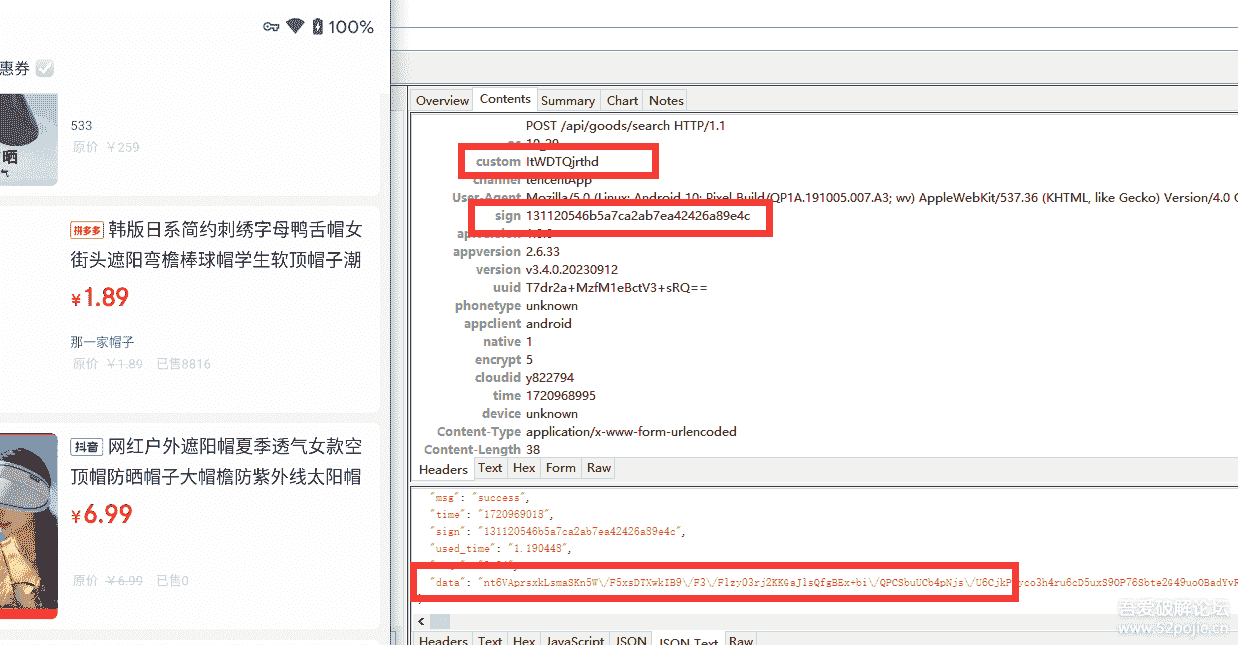 100%
惠券
533
原价 ￥259
晒
气
拼多多 韩版日系简约刺绣字母鸭舌帽女
街头遮阳弯檐棒球帽学生软顶帽子潮
¥1.89
那一家帽子
原价 ￥1.89 已售8816
抖音 网红户外遮阳帽夏季透气女款空
顶帽防晒帽子大帽檐防紫外线太阳帽
¥6.99
原价 ￥6.99 已售0
Overview Contents Summary Chart Notes
POST /api/goods/search HTTP/1.1
custom ItWDTQjrthd
channel tencentApp
User-Agent Mozilla/5.0 (Linux; Android 10; Pixel Build/QP1A.191005.007.A3; wv) AppleWebKit/537.36 (KHTML, like Gecko) Version/4.0
sign 131120546b5a7ca2ab7ea42426a89e4c
appversion 2.6.33
version v3.4.0.20230912
uuid T7dr2a+MzfM1eBctV3+sRQ==
phonetype unknown
appclient android
native 1
encrypt 5
cloudid y822794
time 1720968995
device unknown
Content-Type application/x-www-form-urlencoded
Content-Length 38
Headers Text Hex Form Raw
"msg": "success",
"time": "1720969018",
"sign": "131120546b5a7ca2ab7ea42426a89e4c",
"used_time": "1.190448",
"data":
Headers Text Hex JavaScript JSON JSON Text Raw
吾爱破解论坛
www.52pojie.cn